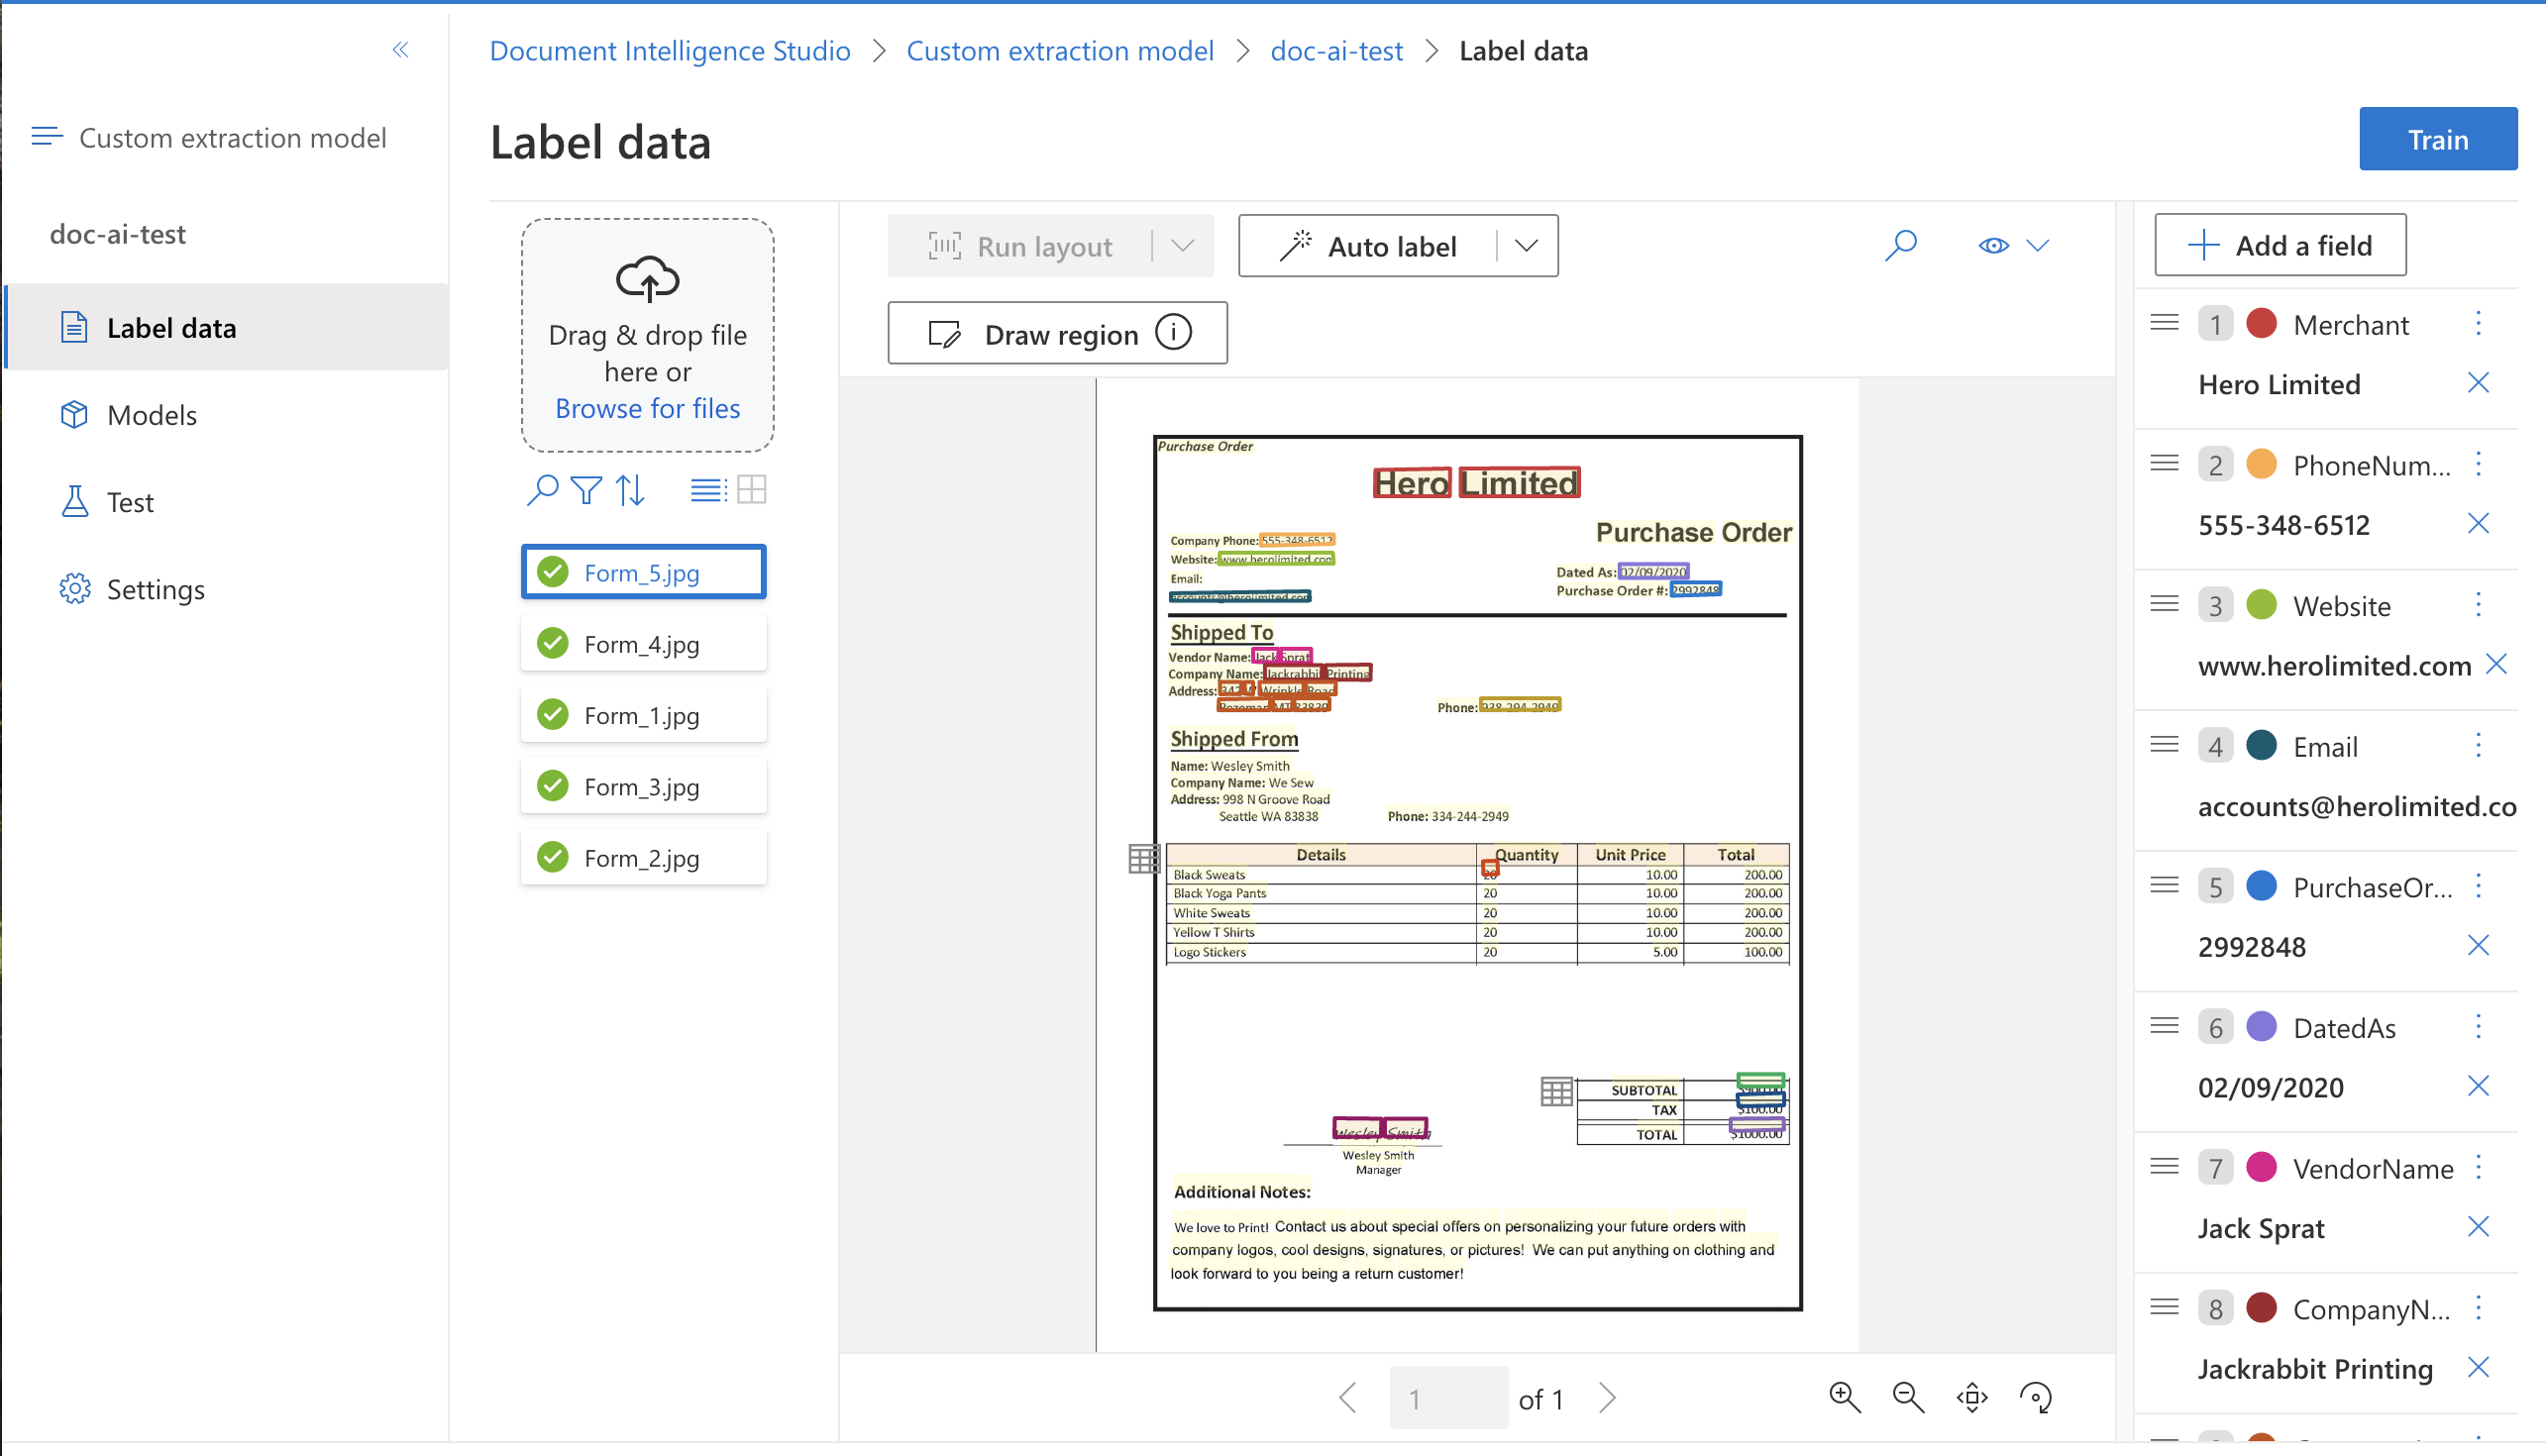 Document Intelligence Studio > Custom extraction model > doc-ai-test > Label data
Custom extraction model
doc-ai-test
Label data
Models
Test
Settings
Label data
Train
Drag & drop file
here or
Browse for files
Form_5.jpg
Form_4.jpg
Form_1.jpg
Form_3.jpg
Form_2.jpg
Run layout
Auto label
Draw region
Purchase Order
Hero Limited
Purchase Order
Company Phone: 555-348-6512
Website: www.herolimited.com
Email:
accounts@herolimited.com
Dated As: 02/09/2020
Purchase Order #: 2992848
Shipped To
Vendor Name: Jack Sprat
Company Name: Jackrabbit Printing
Address: 342 W Wrinkle Road
Bozeman MT 83839
Phone: 938-294-2949
Shipped From
Name: Wesley Smith
Company Name: We Sew
Address: 998 N Groove Road
Seattle WA 83838
Phone: 334-244-2949
Details Quantity Unit Price Total
Black Sweats 20 10.00 200.00
Black Yoga Pants 20 10.00 200.00
White Sweats 20 10.00 200.00
Yellow T Shirts 20 10.00 200.00
Logo Stickers 20 5.00 100.00
SUBTOTAL
TAX $100.00
TOTAL $1000.00
Wesley Smith
Wesley Smith
Manager
Additional Notes:
We love to Print! Contact us about special offers on personalizing your future orders with
company logos, cool designs, signatures, or pictures! We can put anything on clothing and
look forward to you being a return customer!
1 of 1
Add a field
1 Merchant
Hero Limited
2 PhoneNum...
555-348-6512
3 Website
www.herolimited.com
4 Email
accounts@herolimited.co
5 PurchaseOr...
2992848
6 DatedAs
02/09/2020
7 VendorName
Jack Sprat
8 CompanyN...
Jackrabbit Printing